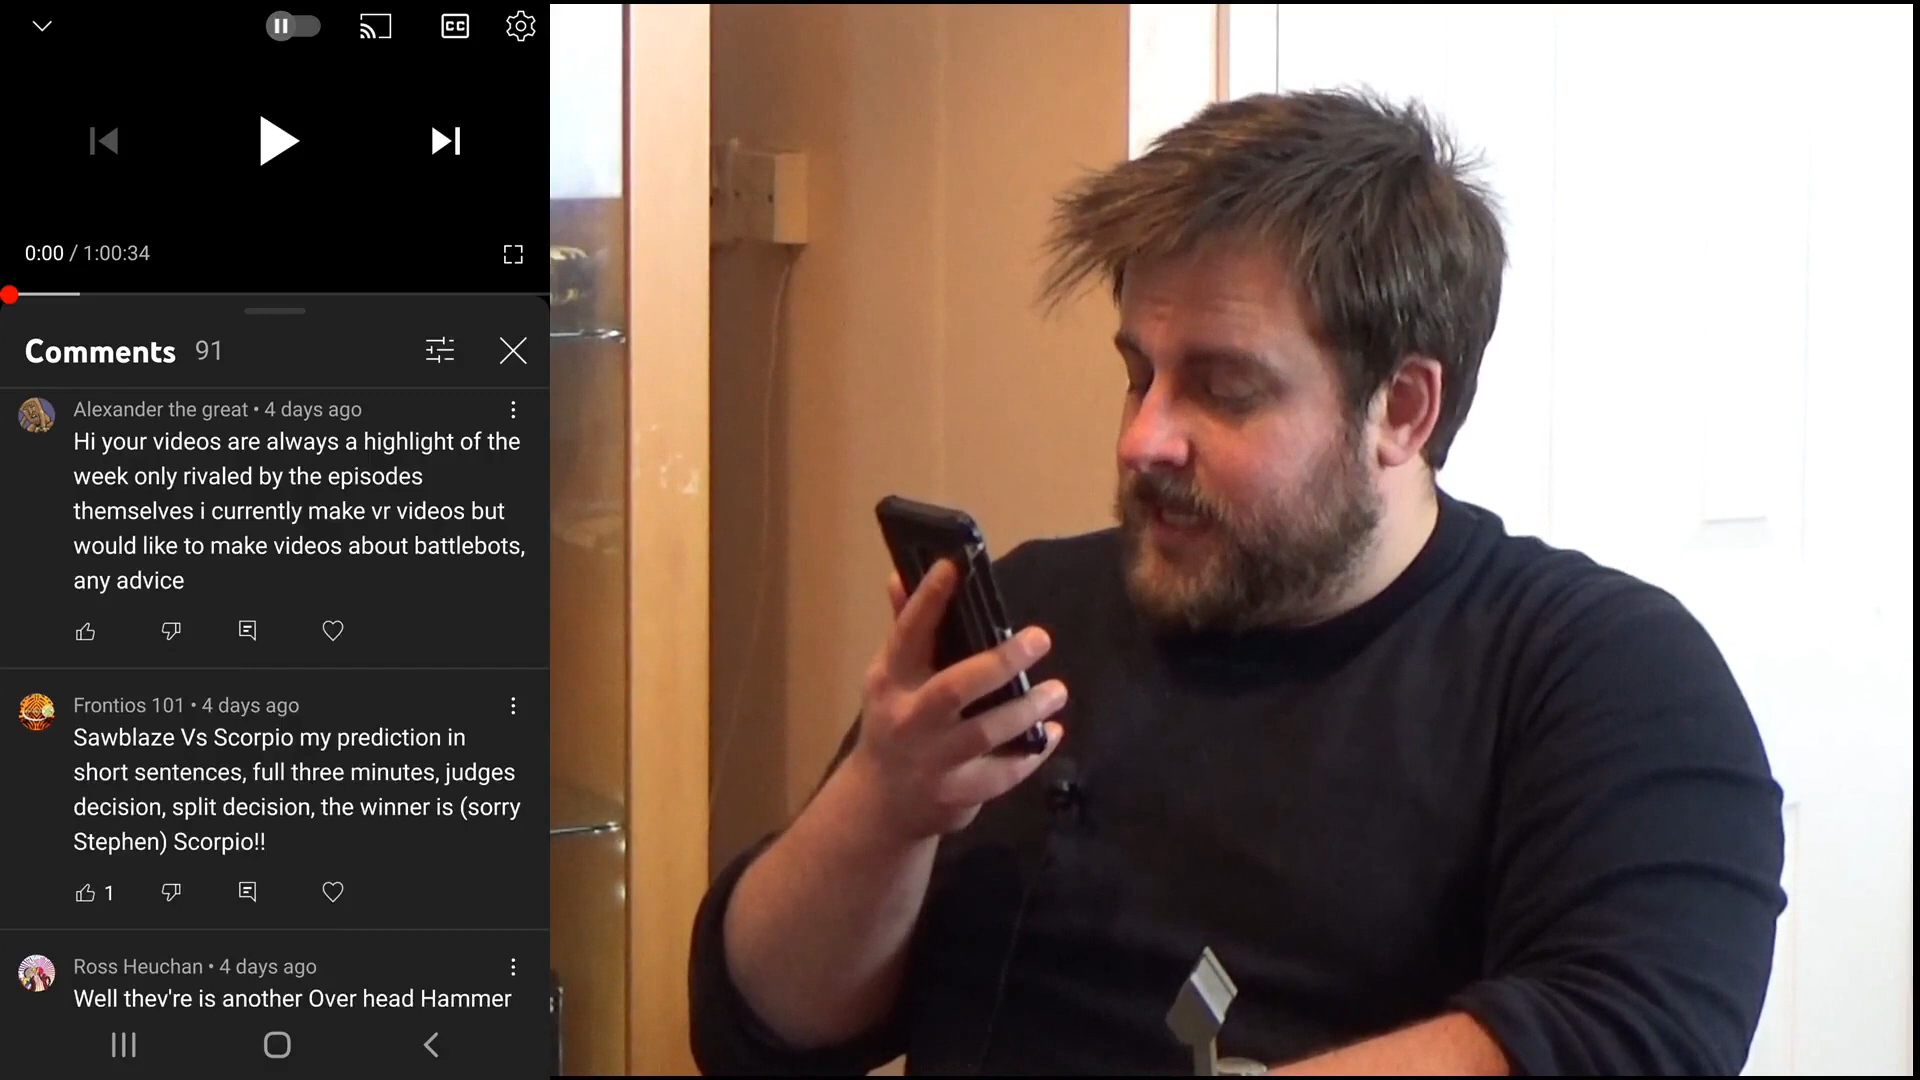 CC
0:00 / 1:00:34
Comments 91
Alexander the great • 4 days ago
Hi your videos are always a highlight of the
week only rivaled by the episodes
themselves i currently make vr videos but
would like to make videos about battlebots,
any advice
Frontios 101 • 4 days ago
Sawblaze Vs Scorpio my prediction in
short sentences, full three minutes, judges
decision, split decision, the winner is (sorry
Stephen) Scorpio!!
1
Ross Heuchan • 4 days ago
Well thev're is another Over head Hammer